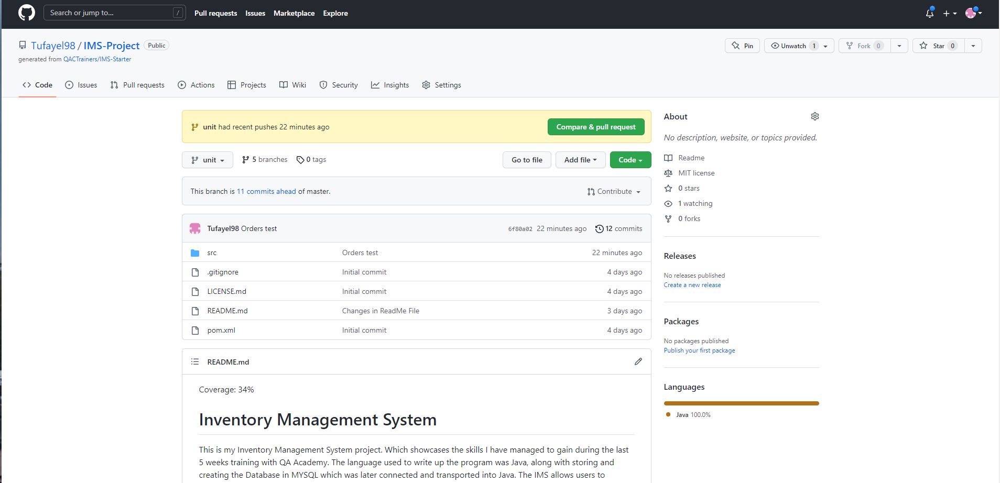 Search or jump to... /
Pull requests Issues Marketplace Explore
Tufayel98 / IMS-Project Public
generated from QACTrainers/IMS-Starter
Pin Unwatch 1 Fork 0 Star 0
Code Issues Pull requests Actions Projects Wiki Security Insights Settings
unit had recent pushes 22 minutes ago Compare & pull request
unit 5 branches 0 tags Go to file Add file Code
This branch is 11 commits ahead of master. Contribute
Tufayel98 Orders test 6f80a02 22 minutes ago 12 commits
src Orders test 22 minutes ago
.gitignore Initial commit 4 days ago
LICENSE.md Initial commit 4 days ago
README.md Changes in ReadMe File 3 days ago
pom.xml Initial commit 4 days ago
README.md
Coverage: 34%
Inventory Management System
This is my Inventory Management System project. Which showcases the skills I have managed to gain during the last
5 weeks training with QA Academy. The language used to write up the program was Java, along with storing and
creating the Database in MYSQL which was later connected and transported into Java. The IMS allows users to
About
No description, website, or topics provided.
Readme
MIT license
0 stars
1 watching
0 forks
Releases
No releases published
Create a new release
Packages
No packages published
Publish your first package
Languages
Java 100.0%